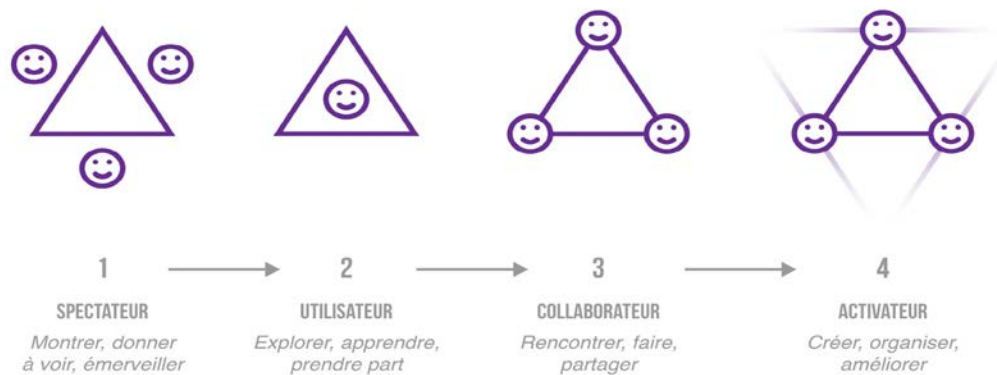 1
2
3
4
SPECTATEUR
UTILISATEUR
COLLABORATEUR
ACTIVATEUR
Montrer, donner
à voir, émerveiller
Explorer, apprendre,
prendre part
Rencontrer, faire,
partager
Créer, organiser,
améliorer